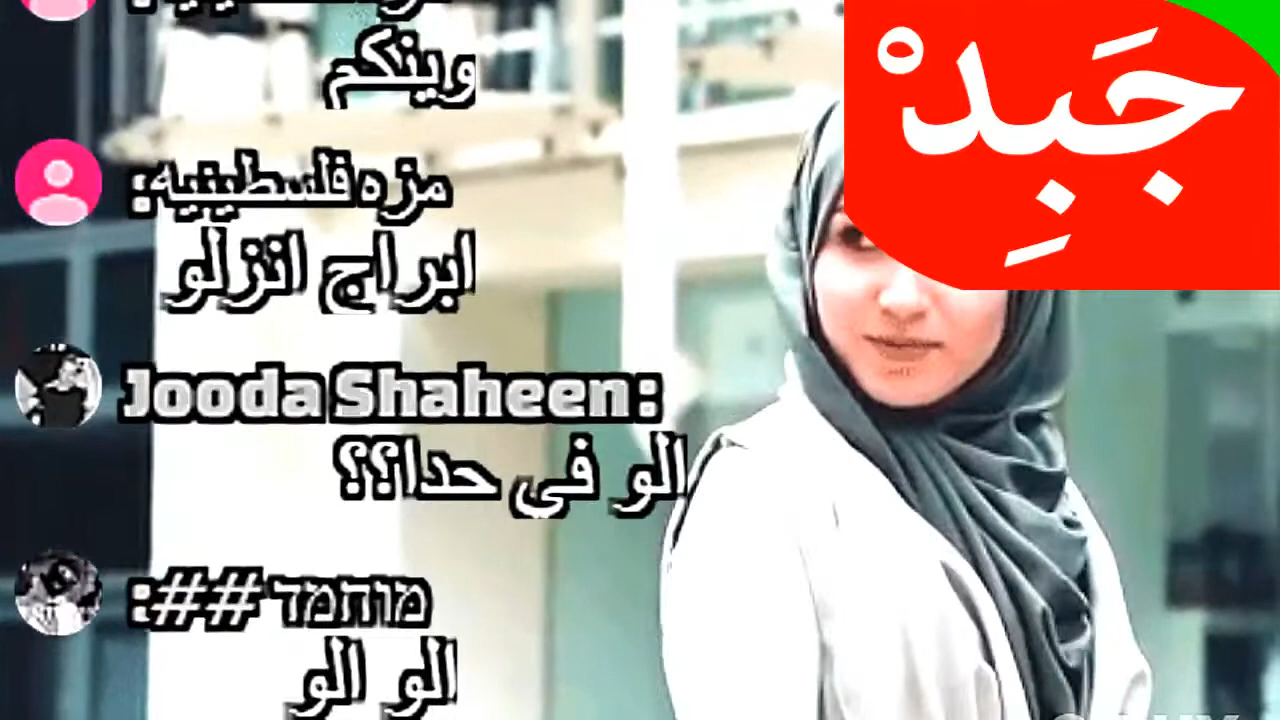 وينكم
جَبِدْه
مزه فلسطينيه:
ابراج انزلو
Jooda Shaheen:
الو في حدا؟؟
מוחמד ##:
الو الو